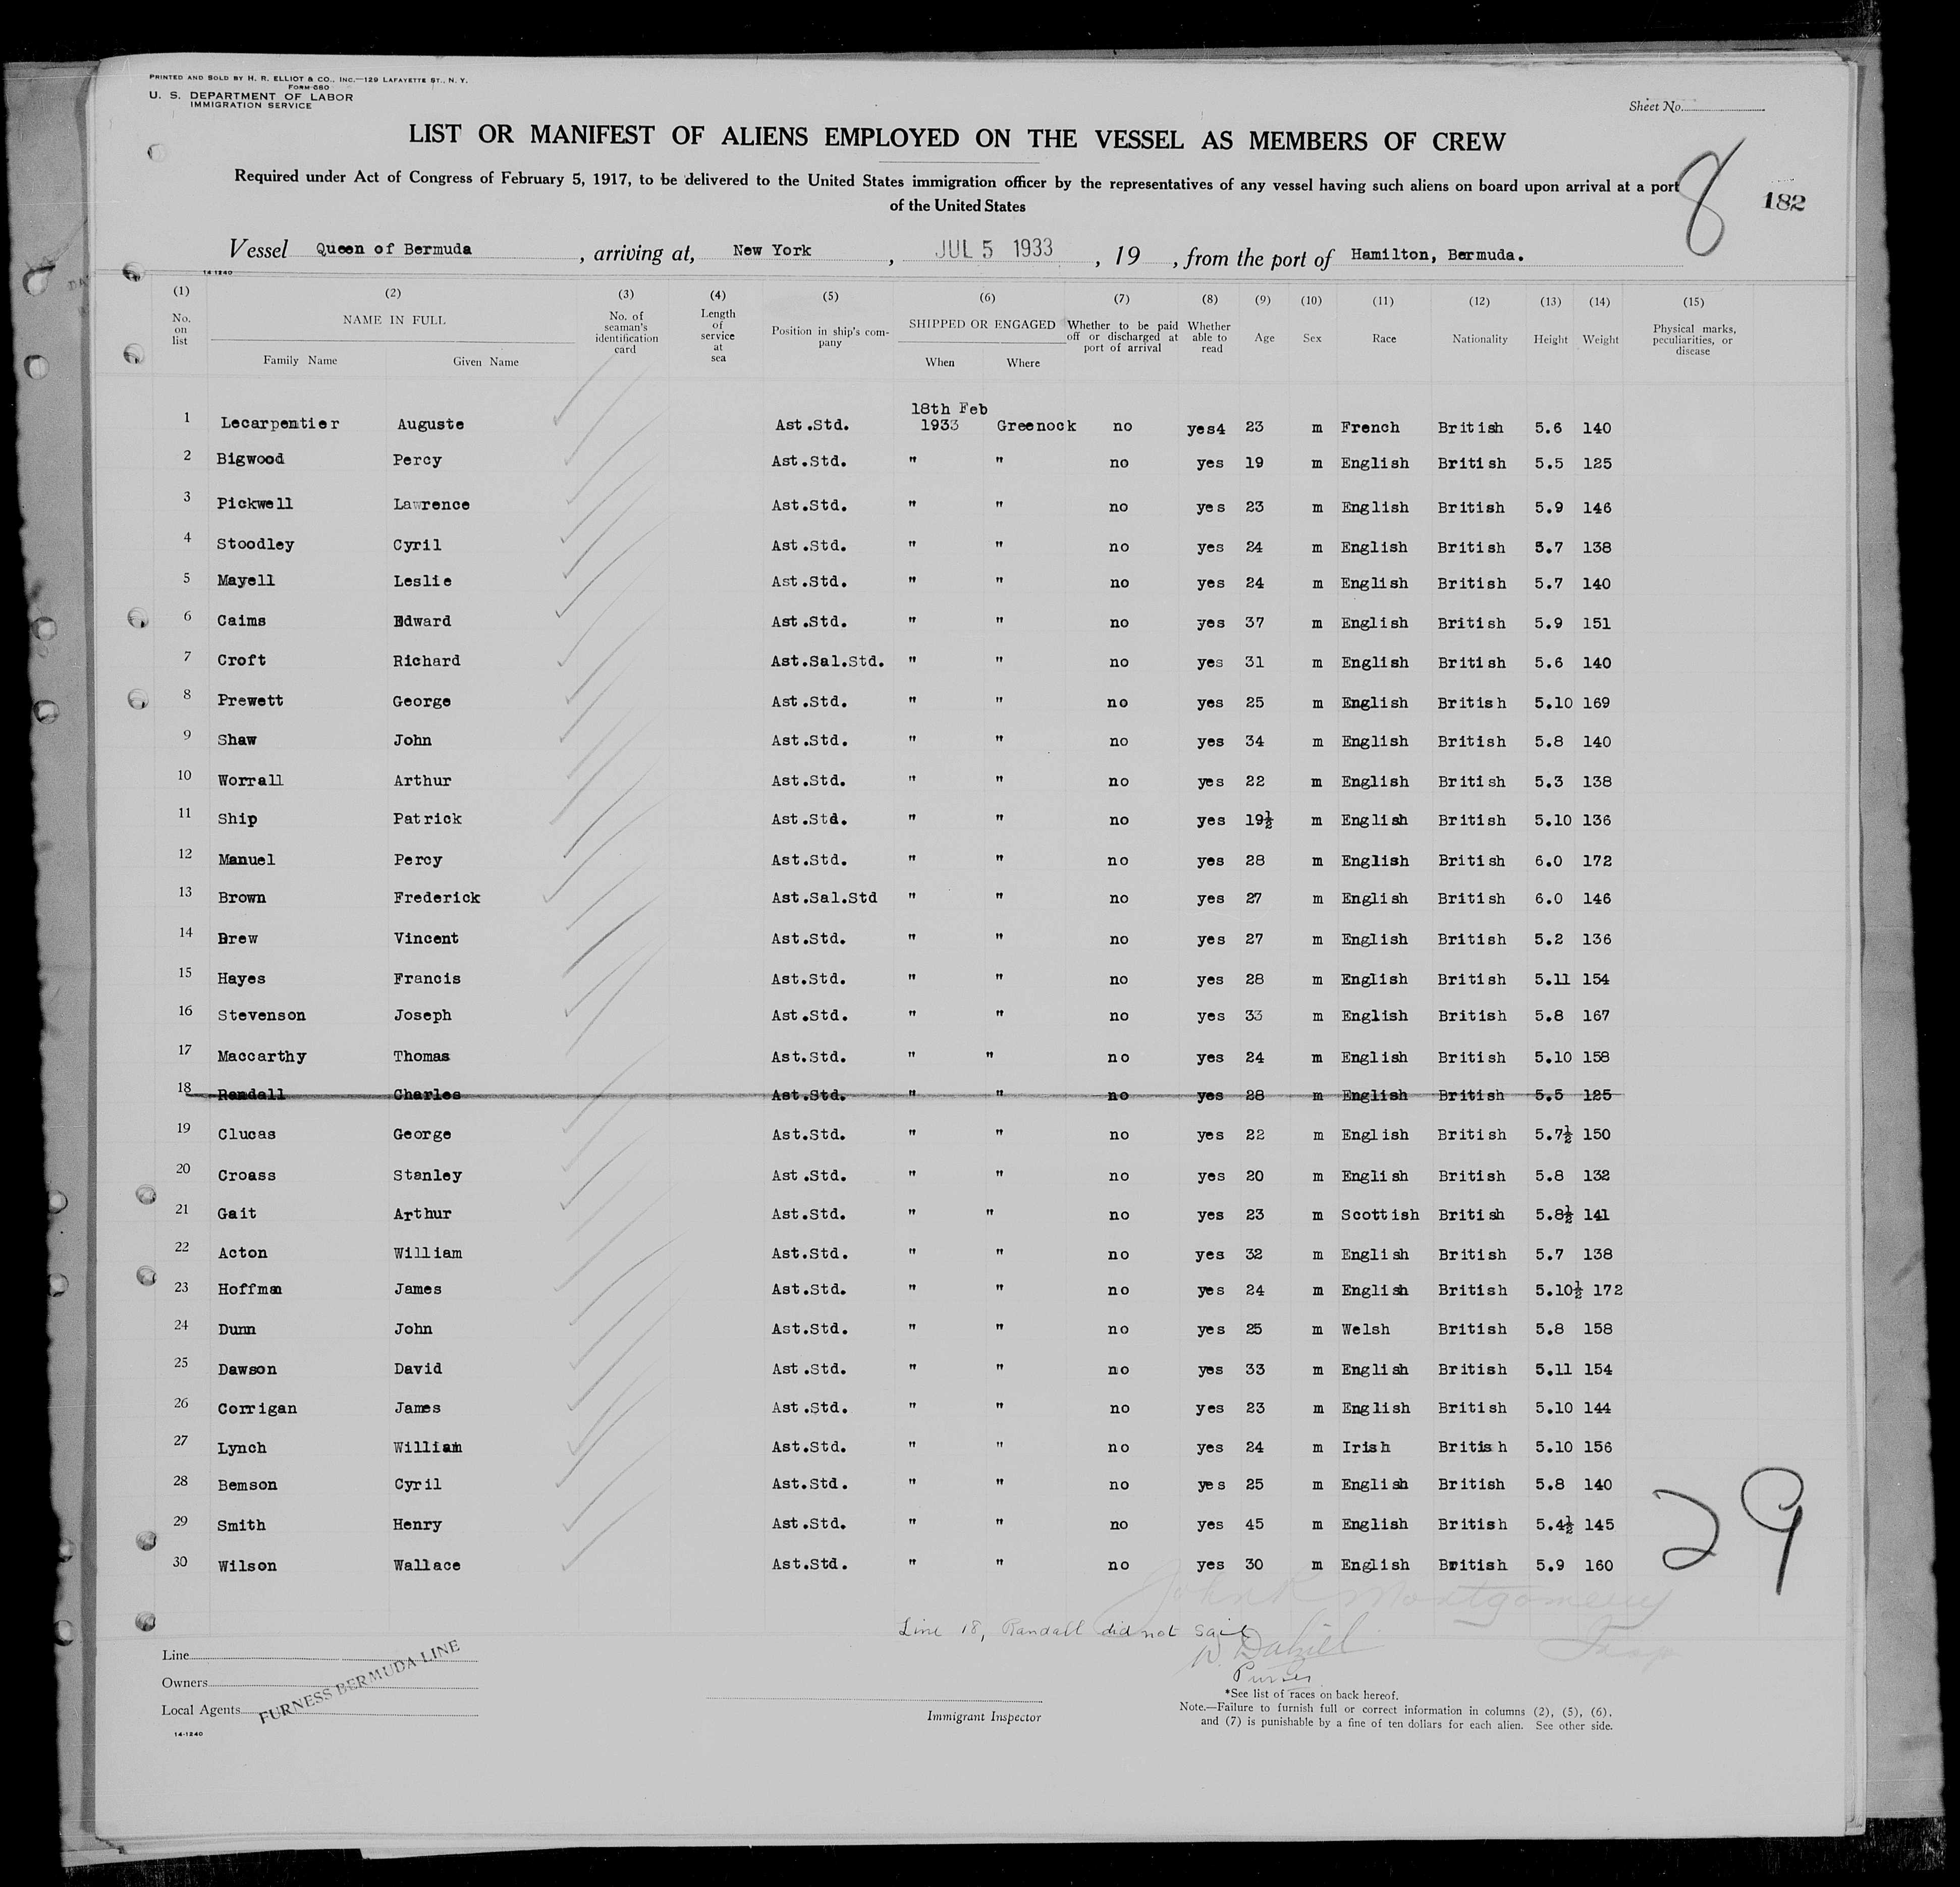 PRINTED AND SOLD BY H. R. ELLIOT & CO., INC.—129 LAFAYETTE ST., N. Y.
FORM 680
U. S. DEPARTMENT OF LABOR
IMMIGRATION SERVICE
Sheet No.
LIST OR MANIFEST OF ALIENS EMPLOYED ON THE VESSEL AS MEMBERS OF CREW
8
182
Required under Act of Congress of February 5, 1917, to be delivered to the United States immigration officer by the representatives of any vessel having such aliens on board upon arrival at a port
of the United States
Vessel Queen of Bermuda , arriving at, New York , JUL 5 1933 , 19 , from the port of Hamilton, Bermuda.
14-1240
(1) (2) (3) (4) (5) (6) (7) (8) (9) (10) (11) (12) (13) (14) (15)
No. on list NAME IN FULL Family Name Given Name No. of seaman's identification card Length of service at sea Position in ship's company SHIPPED OR ENGAGED When Where Whether to be paid off or discharged at port of arrival Whether able to read Age Sex Race Nationality Height Weight Physical marks, peculiarities, or disease
18th Feb
1 Lecarpentier Auguste Ast.Std. 1933 Greenock no yes4 23 m French British 5.6 140
2 Bigwood Percy Ast.Std. " " no yes 19 m English British 5.5 125
3 Pickwell Lawrence Ast.Std. " " no yes 23 m English British 5.9 146
4 Stoodley Cyril Ast.Std. " " no yes 24 m English British 5.7 138
5 Mayell Leslie Ast.Std. " " no yes 24 m English British 5.7 140
6 Caims Edward Ast.Std. " " no yes 37 m English British 5.9 151
7 Croft Richard Ast.Sal.Std. " " no yes 31 m English British 5.6 140
8 Prewett George Ast.Std. " " no yes 25 m English British 5.10 169
9 Shaw John Ast.Std. " " no yes 34 m English British 5.8 140
10 Worrall Arthur Ast.Std. " " no yes 22 m English British 5.3 138
11 Ship Patrick Ast.Std. " " no yes 19½ m English British 5.10 136
12 Manuel Percy Ast.Std. " " no yes 28 m English British 6.0 172
13 Brown Frederick Ast.Sal.Std " " no yes 27 m English British 6.0 146
14 Drew Vincent Ast.Std. " " no yes 27 m English British 5.2 136
15 Hayes Francis Ast.Std. " " no yes 28 m English British 5.11 154
16 Stevenson Joseph Ast.Std. " " no yes 33 m English British 5.8 167
17 Maccarthy Thomas Ast.Std. " " no yes 24 m English British 5.10 158
18 Randall Charles Ast.Std. " " no yes 28 m English British 5.5 125
19 Clucas George Ast.Std. " " no yes 22 m English British 5.7½ 150
20 Croass Stanley Ast.Std. " " no yes 20 m English British 5.8 132
21 Gait Arthur Ast.Std. " " no yes 23 m Scottish British 5.8½ 141
22 Acton William Ast.Std. " " no yes 32 m English British 5.7 138
23 Hoffman James Ast.Std. " " no yes 24 m English British 5.10½ 172
24 Dunn John Ast.Std. " " no yes 25 m Welsh British 5.8 158
25 Dawson David Ast.Std. " " no yes 33 m English British 5.11 154
26 Corrigan James Ast.Std. " " no yes 23 m English British 5.10 144
27 Lynch William Ast.Std. " " no yes 24 m Irish British 5.10 156
28 Bemson Cyril Ast.Std. " " no yes 25 m English British 5.8 140
29 Smith Henry Ast.Std. " " no yes 45 m English British 5.4½ 145
30 Wilson Wallace Ast.Std. " " no yes 30 m English British 5.9 160
29
John R Montgomery
Line 18, Randall did not sail
Purser
Line
Owners
Local Agents
FURNESS BERMUDA LINE
14-1240
Immigrant Inspector
*See list of races on back hereof.
Note.—Failure to furnish full or correct information in columns (2), (5), (6),
and (7) is punishable by a fine of ten dollars for each alien. See other side.